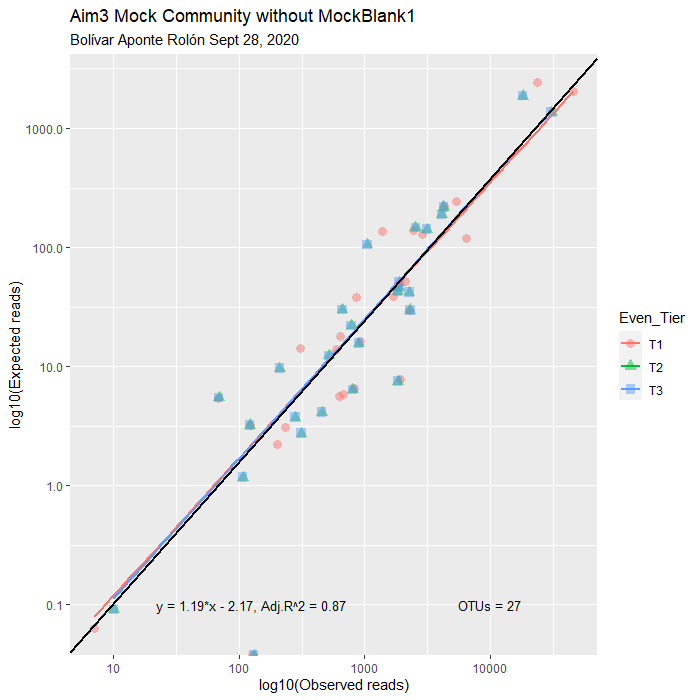 Aim3 Mock Community without MockBlank1
Bolívar Aponte Rolón Sept 28, 2020
log10(Expected reads)
1000.0
100.0
10.0
1.0
0.1
y = 1.19*x - 2.17, Adj.R^2 = 0.87
OTUs = 27
10
100
1000
10000
log10(Observed reads)
Even_Tier
T1
T2
T3